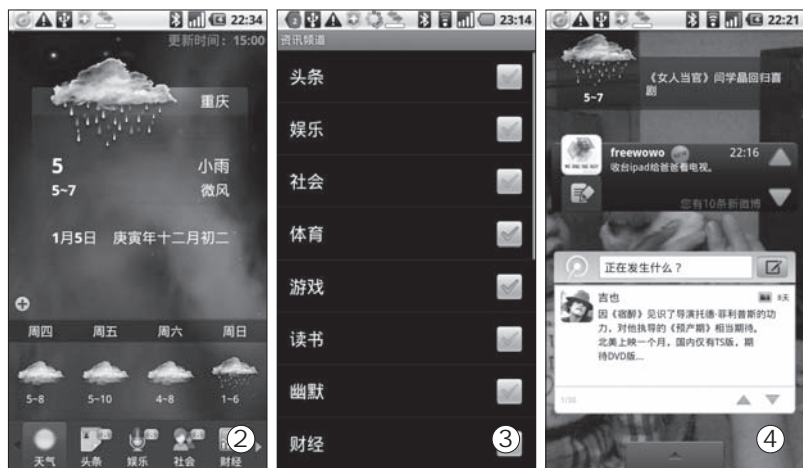 22:34
更新时间：15:00
重庆
5 小雨
5~7 微风
1月5日 庚寅年十二月初二
周四 周五 周六 周日
5~8 5~10 4~8 1~6
天气 头条 娱乐 社会 财经
②
23:14
资讯频道
头条
娱乐
社会
体育
游戏
读书
幽默
财经
③
22:21
《女人当官》闫学晶回归喜
剧
5~7
freewowo 22:16
收台ipad给爸爸看电视。
您有10条新微博
正在发生什么？
吉也 8天
因《宿醉》见识了导演托德·菲利普斯的功
力，对他执导的《预产期》相当期待。
北美上映一个月，国内仅有TS版，期
待DVD版...
④